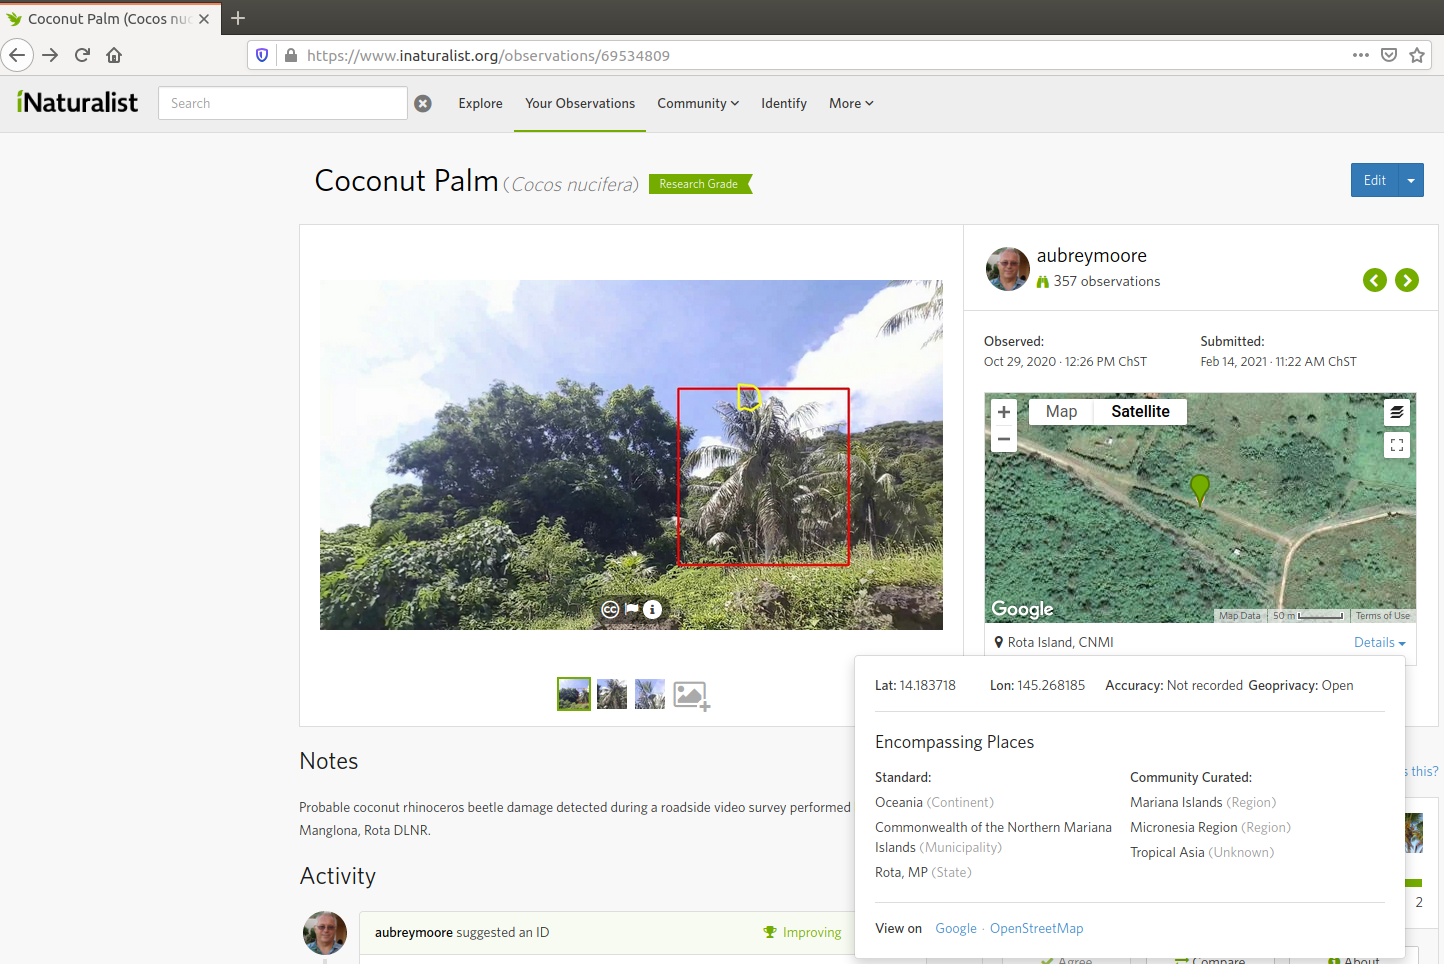 Coconut Palm (Cocos nuc
https://www.inaturalist.org/observations/69534809
iNaturalist
Search
Explore
Your Observations
Community
Identify
More
Coconut Palm (Cocos nucifera)
Research Grade
Edit
aubreymoore
357 observations
Observed:
Submitted:
Oct 29, 2020 · 12:26 PM ChST
Feb 14, 2021 · 11:22 AM ChST
Map
Satellite
Google
Map Data
50 m
Terms of Use
Rota Island, CNMI
Details
cc
Lat: 14.183718
Lon: 145.268185
Accuracy: Not recorded
Geoprivacy: Open
Encompassing Places
Standard:
Oceania (Continent)
Commonwealth of the Northern Mariana
Islands (Municipality)
Rota, MP (State)
Community Curated:
Mariana Islands (Region)
Micronesia Region (Region)
Tropical Asia (Unknown)
View on Google · OpenStreetMap
s this?
2
Notes
Probable coconut rhinoceros beetle damage detected during a roadside video survey performed
Manglona, Rota DLNR.
Activity
aubreymoore suggested an ID
Improving
Agree
Compare
About